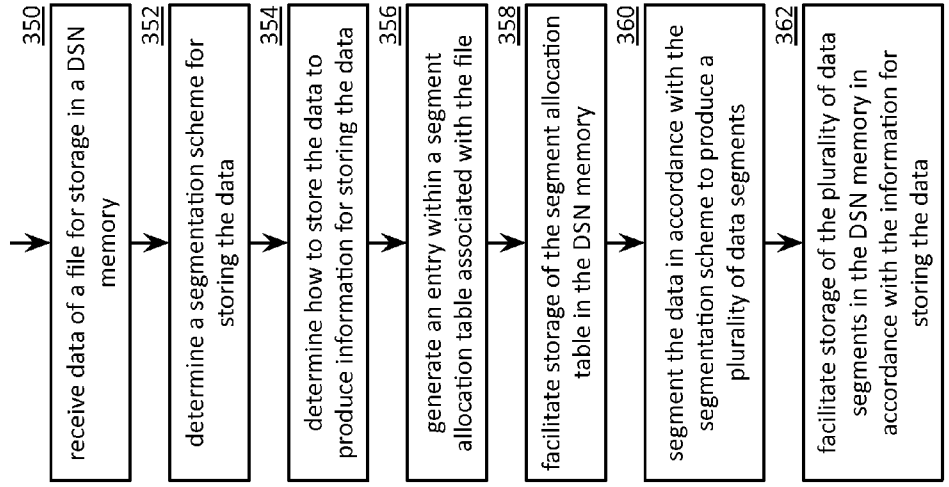 350
receive data of a file for storage in a DSN
memory
352
determine a segmentation scheme for
storing the data
354
determine how to store the data to
produce information for storing the data
356
generate an entry within a segment
allocation table associated with the file
358
facilitate storage of the segment allocation
table in the DSN memory
360
segment the data in accordance with the
segmentation scheme to produce a
plurality of data segments
362
facilitate storage of the plurality of data
segments in the DSN memory in
accordance with the information for
storing the data